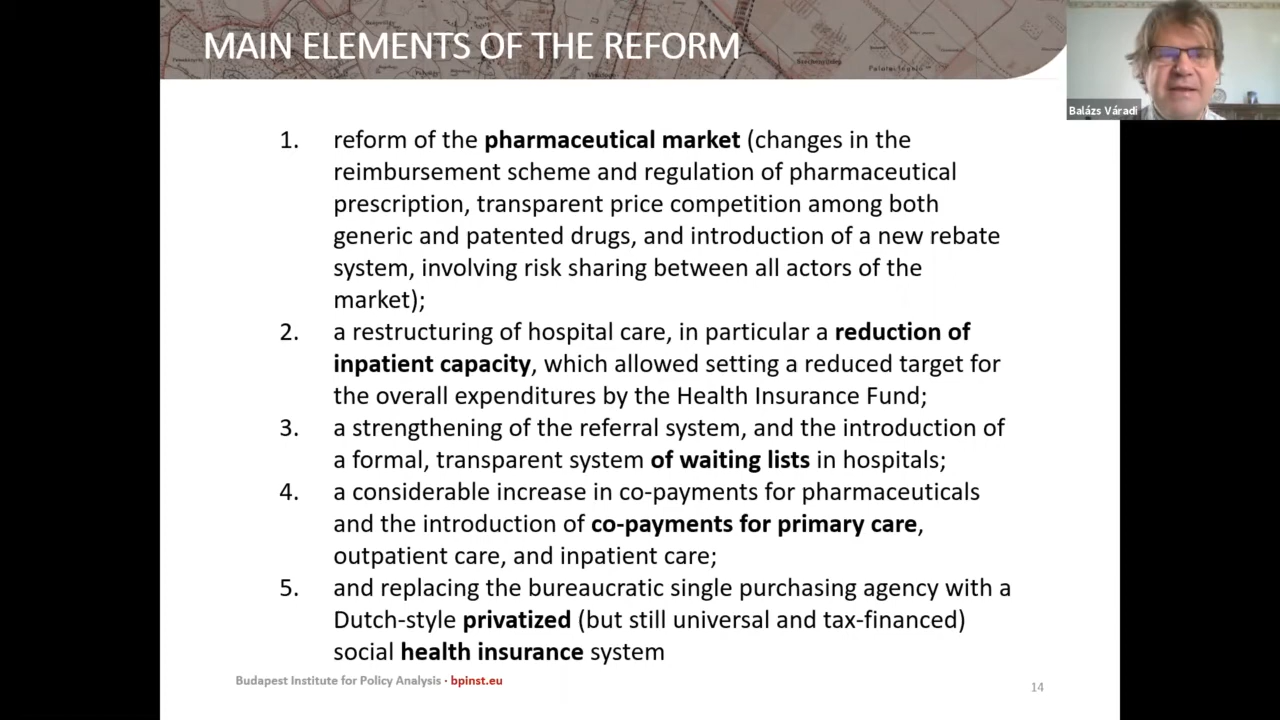 MAIN ELEMENTS OF THE REFORM
Balázs Váradi
1. reform of the pharmaceutical market (changes in the
reimbursement scheme and regulation of pharmaceutical
prescription, transparent price competition among both
generic and patented drugs, and introduction of a new rebate
system, involving risk sharing between all actors of the
market);
2. a restructuring of hospital care, in particular a reduction of
inpatient capacity, which allowed setting a reduced target for
the overall expenditures by the Health Insurance Fund;
3. a strengthening of the referral system, and the introduction of
a formal, transparent system of waiting lists in hospitals;
4. a considerable increase in co-payments for pharmaceuticals
and the introduction of co-payments for primary care,
outpatient care, and inpatient care;
5. and replacing the bureaucratic single purchasing agency with a
Dutch-style privatized (but still universal and tax-financed)
social health insurance system
Budapest Institute for Policy Analysis · bpinst.eu
14